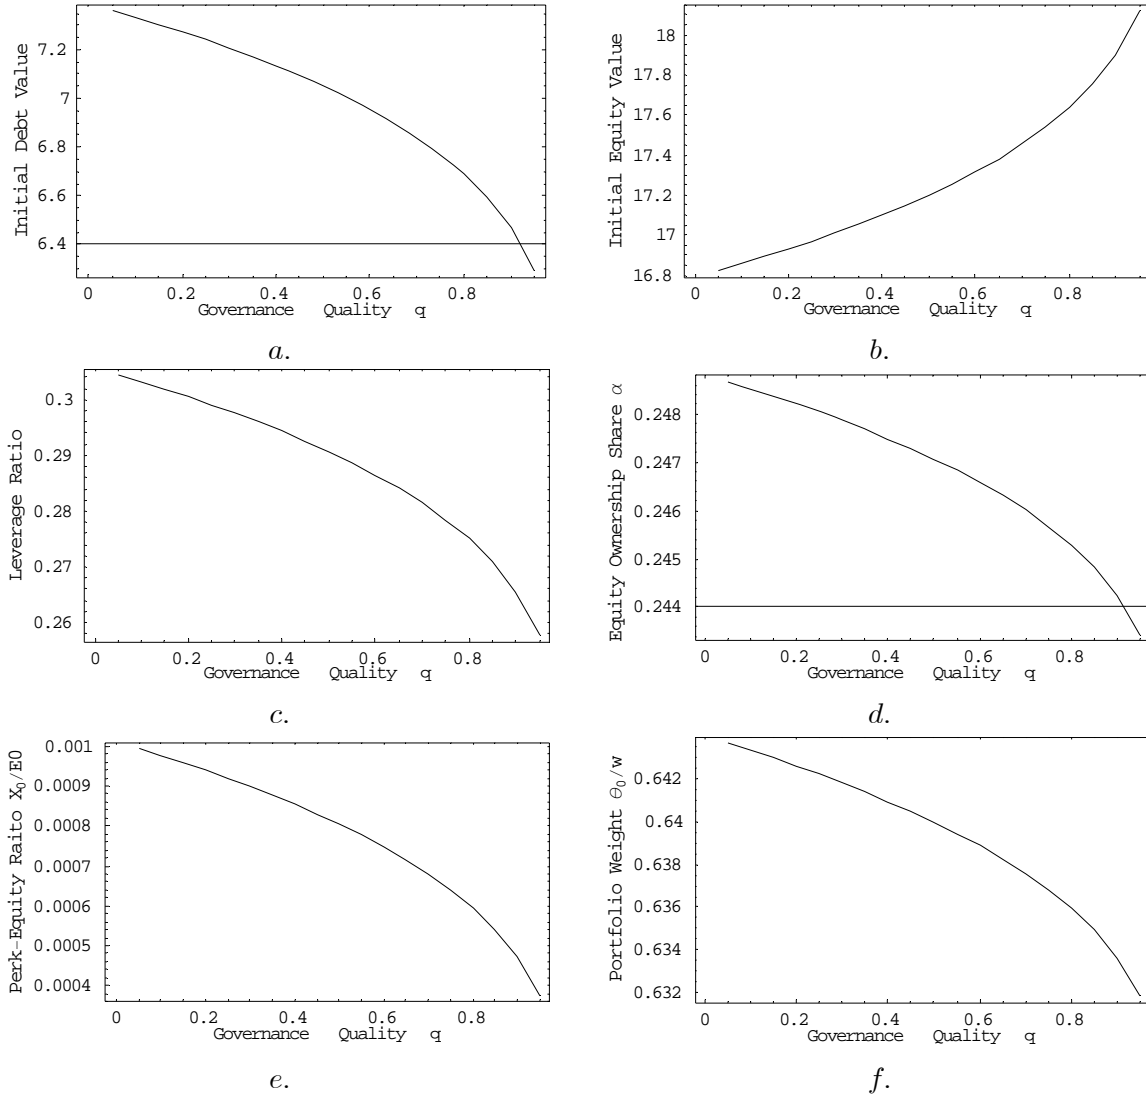 Initial Debt Value
7.2
7
6.8
6.6
6.4
0 0.2 0.4 0.6 0.8
Governance Quality q
a.
Initial Equity Value
18
17.8
17.6
17.4
17.2
17
16.8
0 0.2 0.4 0.6 0.8
Governance Quality q
b.
Leverage Ratio
0.3
0.29
0.28
0.27
0.26
0 0.2 0.4 0.6 0.8
Governance Quality q
c.
Equity Ownership Share α
0.248
0.247
0.246
0.245
0.244
0 0.2 0.4 0.6 0.8
Governance Quality q
d.
Perk-Equity Raito X₀/E0
0.001
0.0009
0.0008
0.0007
0.0006
0.0005
0.0004
0 0.2 0.4 0.6 0.8
Governance Quality q
e.
Portfolio Weight θ₀/w
0.642
0.64
0.638
0.636
0.634
0.632
0 0.2 0.4 0.6 0.8
Governance Quality q
f.